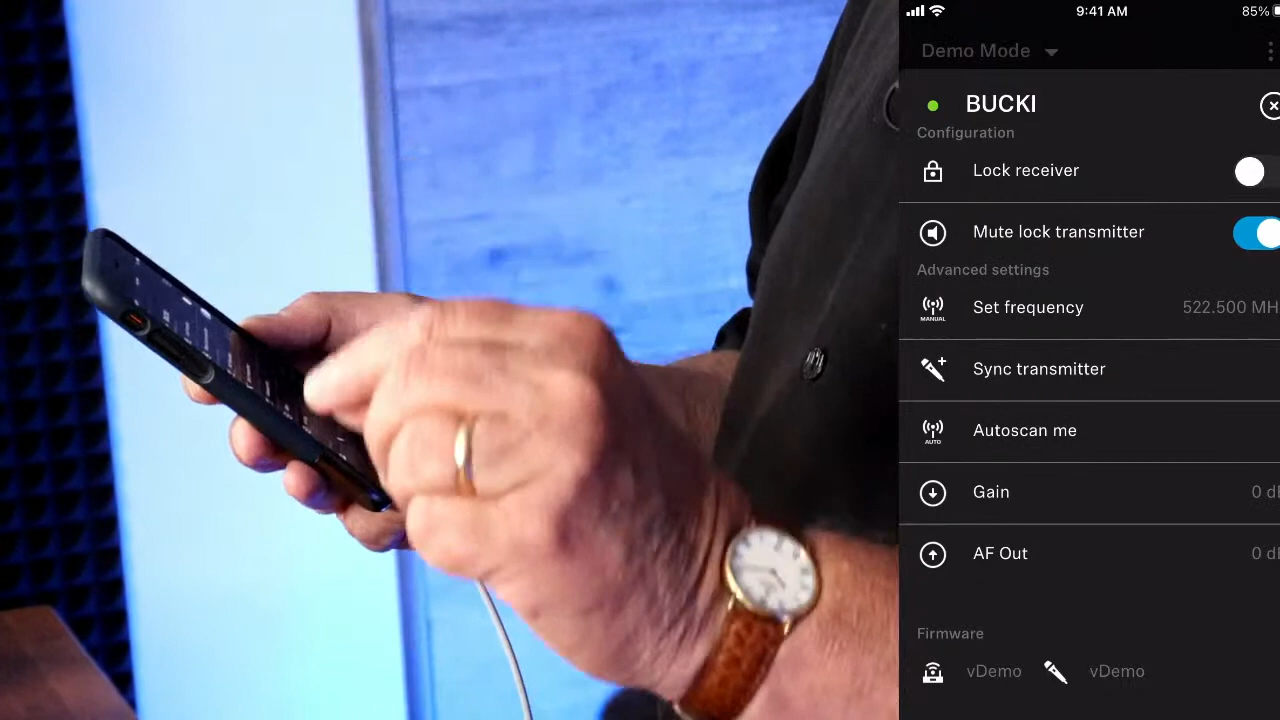 9:41 AM 85%
Demo Mode
BUCKI
Configuration
Lock receiver
Mute lock transmitter
Advanced settings
MANUAL Set frequency 522.500 MH
Sync transmitter
AUTO Autoscan me
Gain 0 d
AF Out 0 d
Firmware
vDemo vDemo